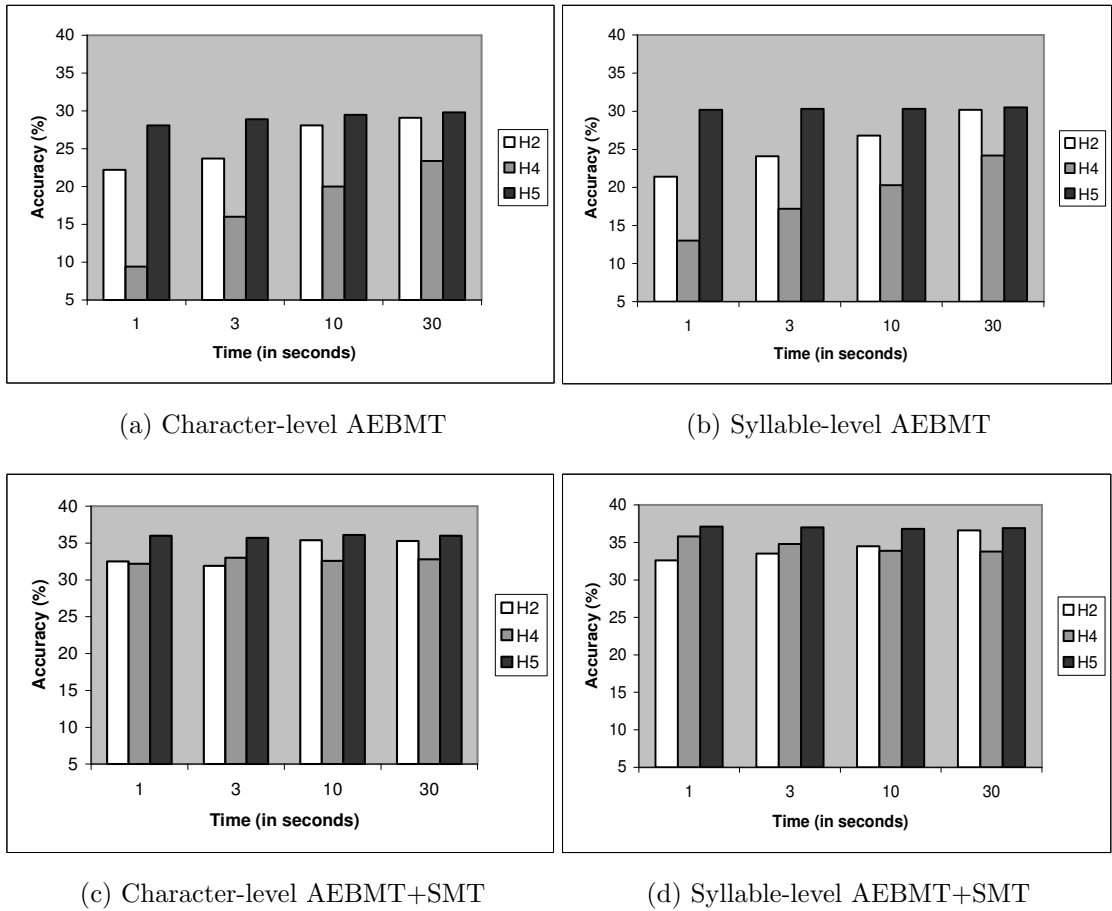 40
35
30
25
20
15
10
5
Accuracy (%)
1 3 10 30
Time (in seconds)
H2
H4
H5
(a) Character-level AEBMT
40
35
30
25
20
15
10
5
Accuracy (%)
1 3 10 30
Time (in seconds)
H2
H4
H5
(b) Syllable-level AEBMT
40
35
30
25
20
15
10
5
Accuracy (%)
1 3 10 30
Time (in seconds)
H2
H4
H5
(c) Character-level AEBMT+SMT
40
35
30
25
20
15
10
5
Accuracy (%)
1 3 10 30
Time (in seconds)
H2
H4
H5
(d) Syllable-level AEBMT+SMT